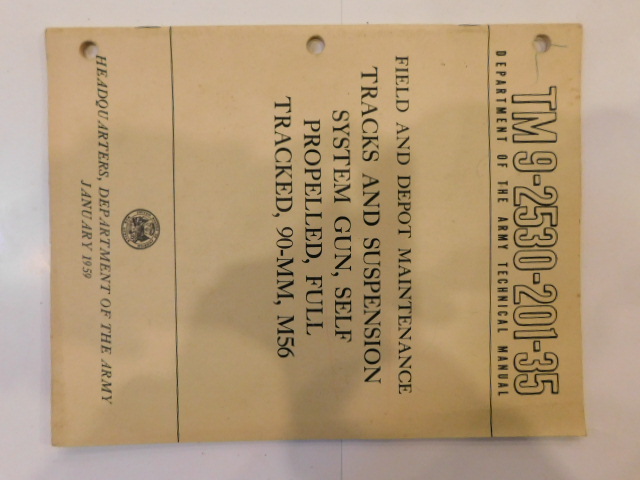 TM 9-2530-201-35
DEPARTMENT OF THE ARMY TECHNICAL MANUAL
FIELD AND DEPOT MAINTENANCE
TRACKS AND SUSPENSION
SYSTEM GUN, SELF
PROPELLED, FULL
TRACKED, 90-MM, M56
HEADQUARTERS, DEPARTMENT OF THE ARMY
JANUARY 1959